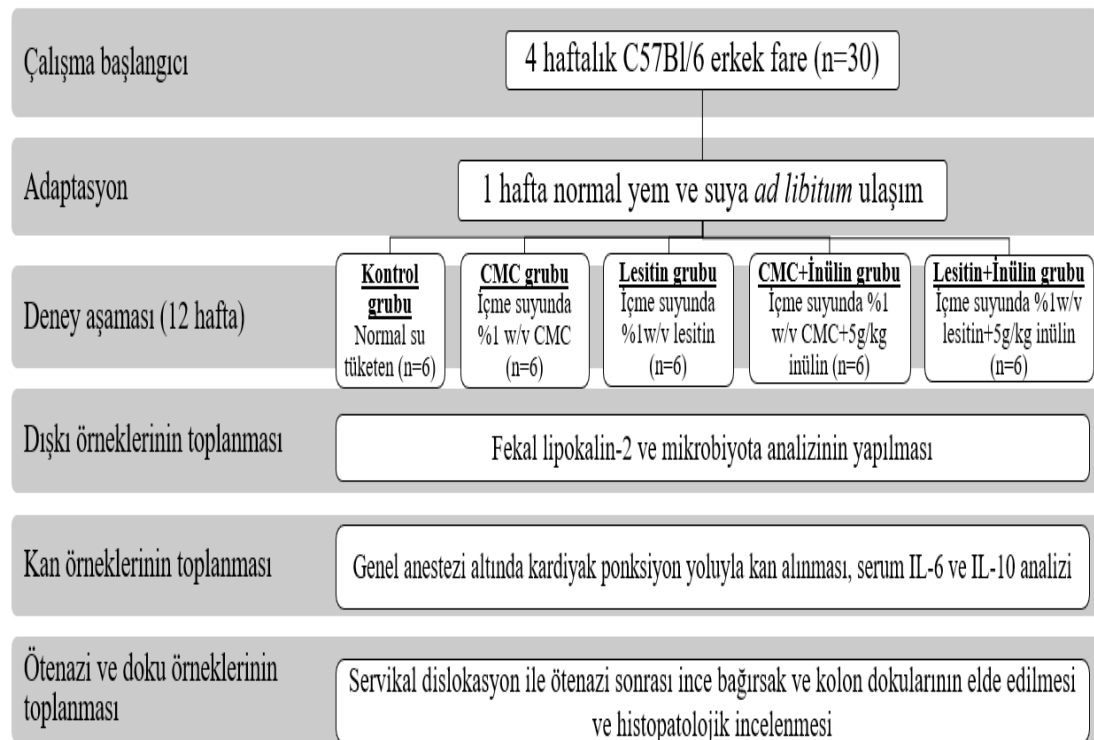 Çalışma başlangıcı
4 haftalık C57Bl/6 erkek fare (n=30)
Adaptasyon
1 hafta normal yem ve suya ad libitum ulaşım
Deney aşaması (12 hafta)
Kontrol
grubu
Normal su
tüketen (n=6)
CMC grubu
İçme suyunda
%1 w/v CMC
(n=6)
Lesitin grubu
İçme suyunda
%1w/v lesitin
(n=6)
CMC+İnülin grubu
İçme suyunda %1
w/v CMC+5g/kg
inülin (n=6)
Lesitin+İnülin grubu
İçme suyunda %1w/v
lesitin+5g/kg inülin
(n=6)
Dışkı örneklerinin toplanması
Fekal lipokalin-2 ve mikrobiyota analizinin yapılması
Kan örneklerinin toplanması
Genel anestezi altında kardiyak ponksiyon yoluyla kan alınması, serum IL-6 ve IL-10 analizi
Ötenazi ve doku örneklerinin
toplanması
Servikal dislokasyon ile ötenazi sonrası ince bağırsak ve kolon dokularının elde edilmesi
ve histopatolojik incelenmesi